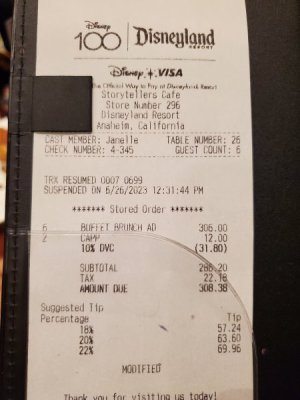 Disney
100 Disneyland
RESORT
Disney VISA
The Official Way to Pay at Disneyland Resort
Storytellers Cafe
Store Number 296
Disneyland Resort
Anaheim, California
CAST MEMBER: Janelle TABLE NUMBER: 26
CHECK NUMBER: 4-345 GUEST COUNT: 6
TRX RESUMED 0007 0699
SUSPENDED ON 6/26/2023 12:31:44 PM
******* Stored Order *******
6 BUFFET BRUNCH AD 306.00
2 CAPP 12.00
10% DVC (31.80)
SUBTOTAL 286.20
TAX 22.18
AMOUNT DUE 308.38
Suggested Tip
Percentage Tip
18% 57.24
20% 63.60
22% 69.96
MODIFIED
Thank you for visiting us today!